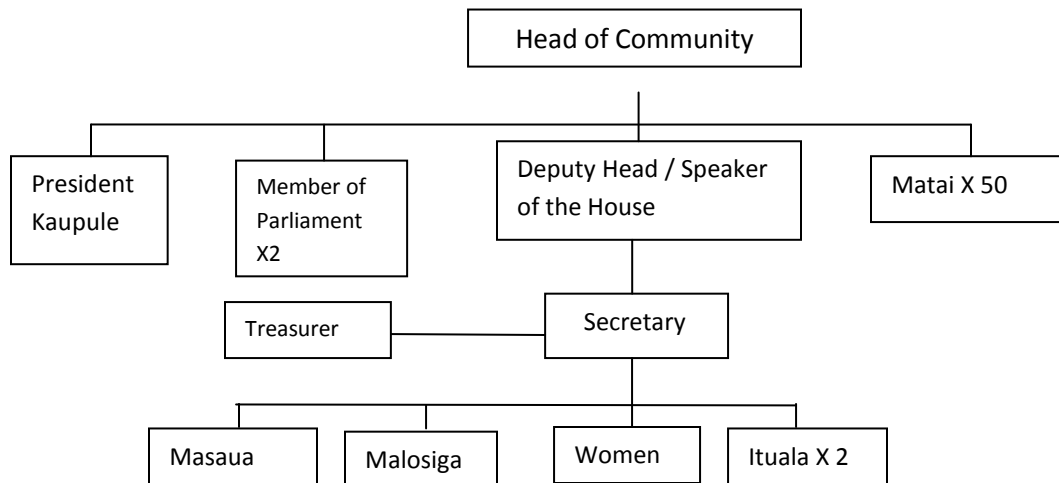 Head of Community
President
Kaupule
Member of
Parliament
X2
Deputy Head / Speaker
of the House
Matai X 50
Treasurer
Secretary
Masaua
Malosiga
Women
Ituala X 2